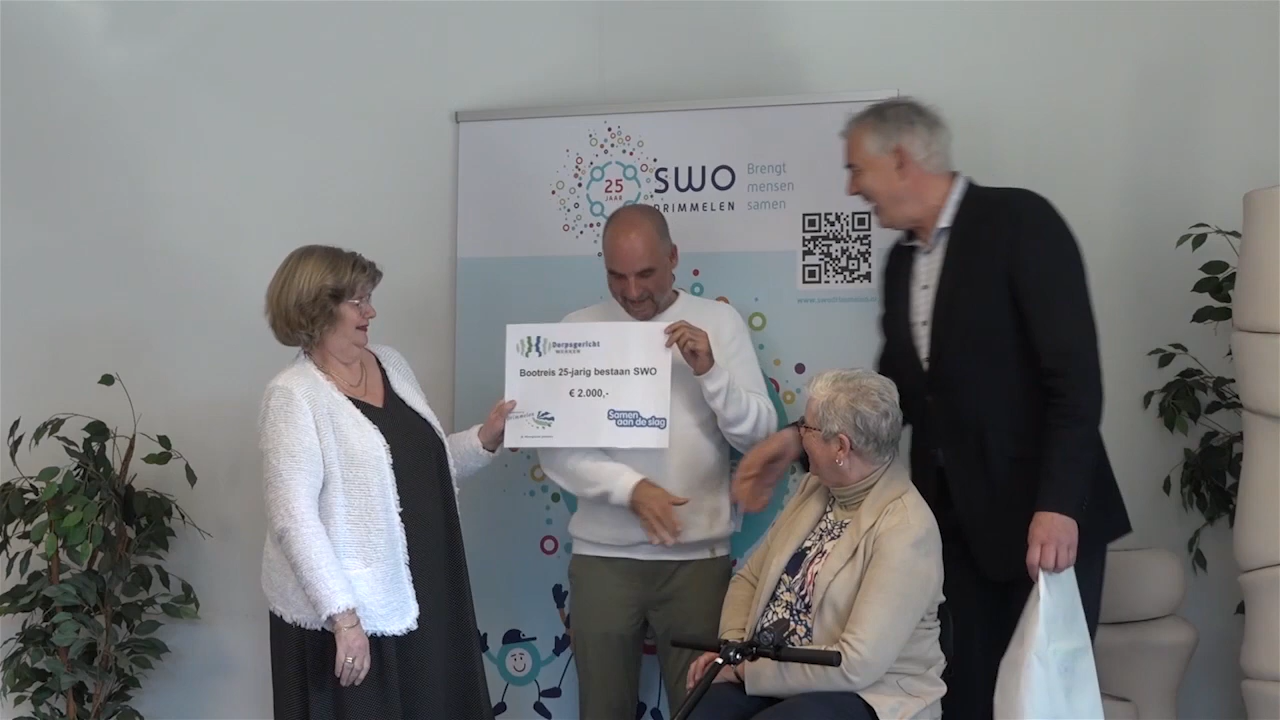 25
JAAR
SWO
DRIMMELEN
Brengt
mensen
samen
Dorpsgericht
WERKEN
Bootreis 25-jarig bestaan SWO
€ 2.000,-
Samen
aan de slag